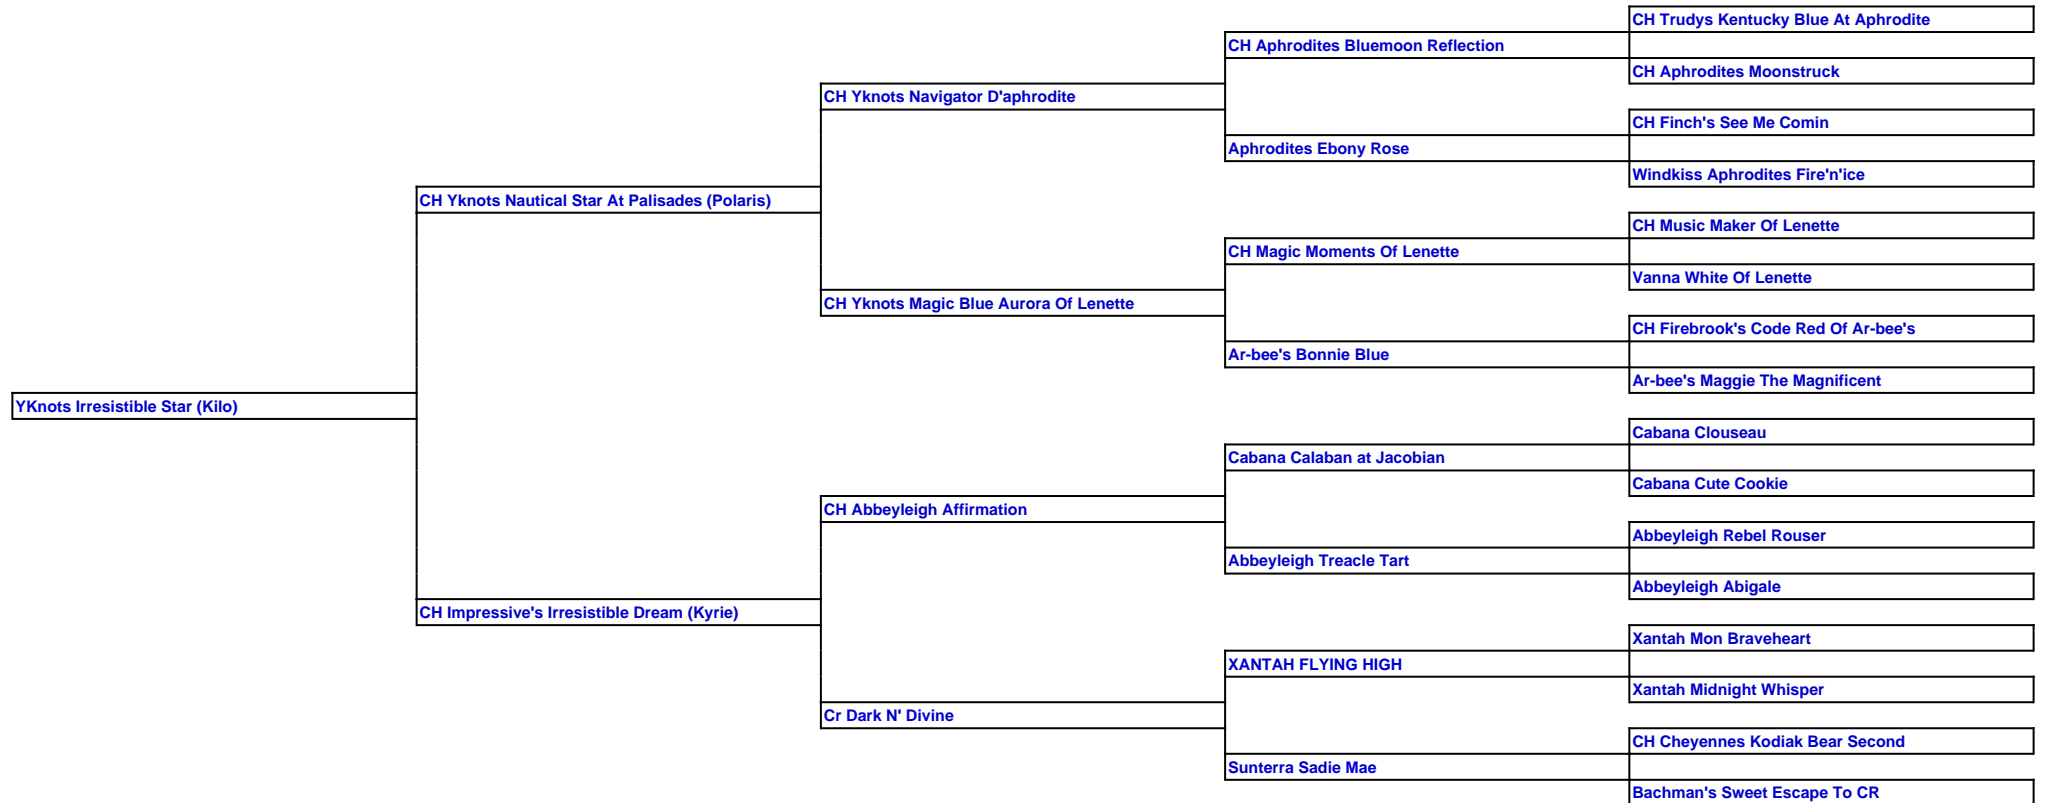 CH Trudys Kentucky Blue At Aphrodite
CH Aphrodites Bluemoon Reflection
CH Aphrodites Moonstruck
CH Yknots Navigator D'aphrodite
CH Finch's See Me Comin
Aphrodites Ebony Rose
Windkiss Aphrodites Fire'n'ice
CH Yknots Nautical Star At Palisades (Polaris)
CH Music Maker Of Lenette
CH Magic Moments Of Lenette
Vanna White Of Lenette
CH Yknots Magic Blue Aurora Of Lenette
CH Firebrook's Code Red Of Ar-bee's
Ar-bee's Bonnie Blue
Ar-bee's Maggie The Magnificent
YKnots Irresistible Star (Kilo)
Cabana Clouseau
Cabana Calaban at Jacobian
Cabana Cute Cookie
CH Abbeyleigh Affirmation
Abbeyleigh Rebel Rouser
Abbeyleigh Treacle Tart
Abbeyleigh Abigale
CH Impressive's Irresistible Dream (Kyrie)
Xantah Mon Braveheart
XANTAH FLYING HIGH
Xantah Midnight Whisper
Cr Dark N' Divine
CH Cheyennes Kodiak Bear Second
Sunterra Sadie Mae
Bachman's Sweet Escape To CR